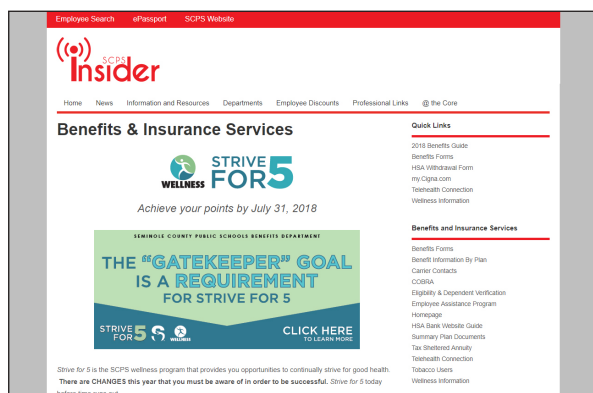 Employee Search ePassport SCPS Website
SCPS
Insider
Home News Information and Resources Departments Employee Discounts Professional Links @ the Core
Benefits & Insurance Services
WELLNESS
STRIVE
FOR 5
Achieve your points by July 31, 2018
SEMINOLE COUNTY PUBLIC SCHOOLS BENEFITS DEPARTMENT
THE "GATEKEEPER" GOAL
IS A REQUIREMENT
FOR STRIVE FOR 5
STRIVE
FOR 5
WELLNESS
CLICK HERE
TO LEARN MORE
Strive for 5 is the SCPS wellness program that provides you opportunities to continually strive for good health.
There are CHANGES this year that you must be aware of in order to be successful. Strive for 5 today
before time runs out
Quick Links
2018 Benefits Guide
Benefits Forms
HSA Withdrawal Form
my.Cigna.com
Telehealth Connection
Wellness Information
Benefits and Insurance Services
Benefits Forms
Benefit Information By Plan
Carrier Contacts
COBRA
Eligibility & Dependent Verification
Employee Assistance Program
Homepage
HSA Bank Website Guide
Summary Plan Documents
Tax Sheltered Annuity
Telehealth Connection
Tobacco Users
Wellness Information